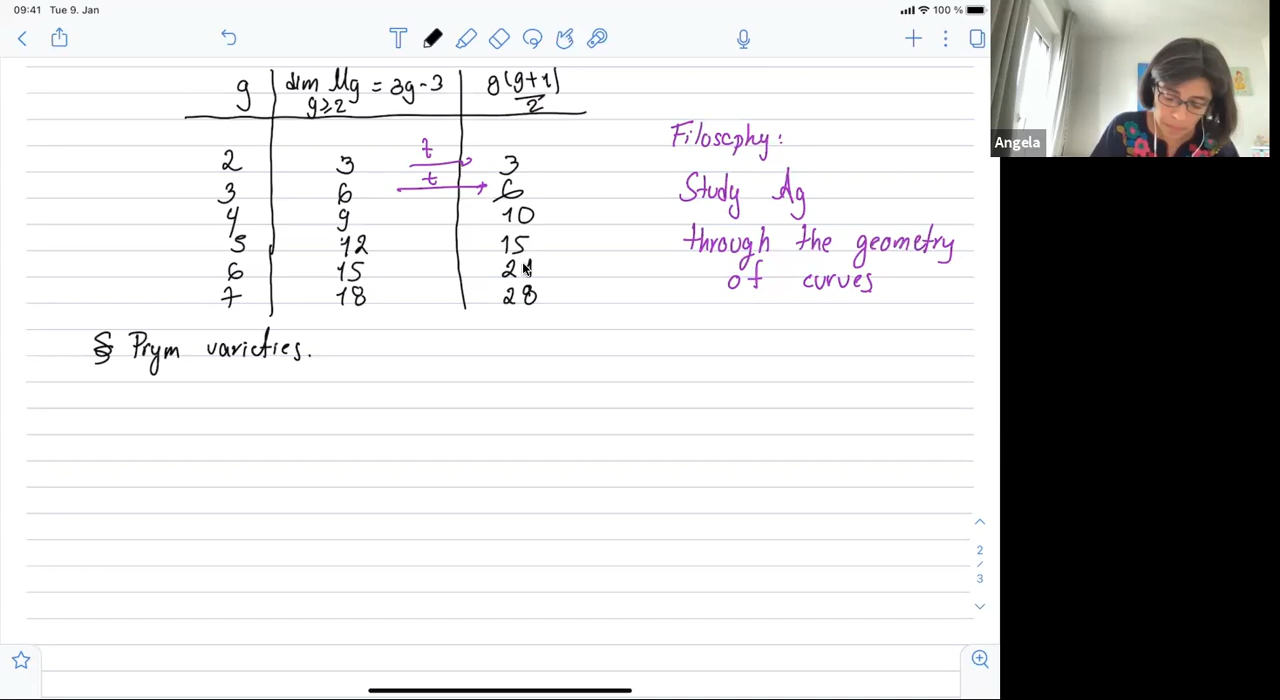 09:41 Tue 9. Jan
100 %
g | dim Mg = 3g-3 | g(g+1)
g≥2 | 2
2 | 3 | t → | 3
3 | 6 | t → | 6
4 | 9 | 10
5 | 12 | 15
6 | 15 | 21
7 | 18 | 28
Filosophy:
Study Ag
through the geometry
of curves
§ Prym varieties.
2
/
3
Angela